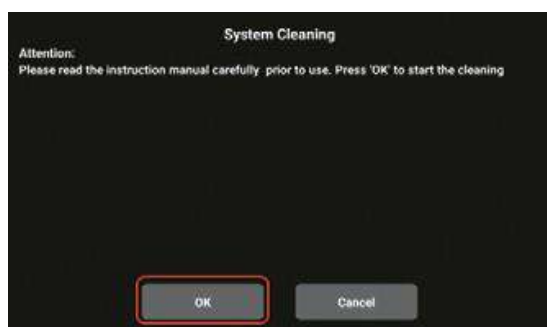 System Cleaning
Attention:
Please read the instruction manual carefully prior to use. Press 'OK' to start the cleaning
OK
Cancel